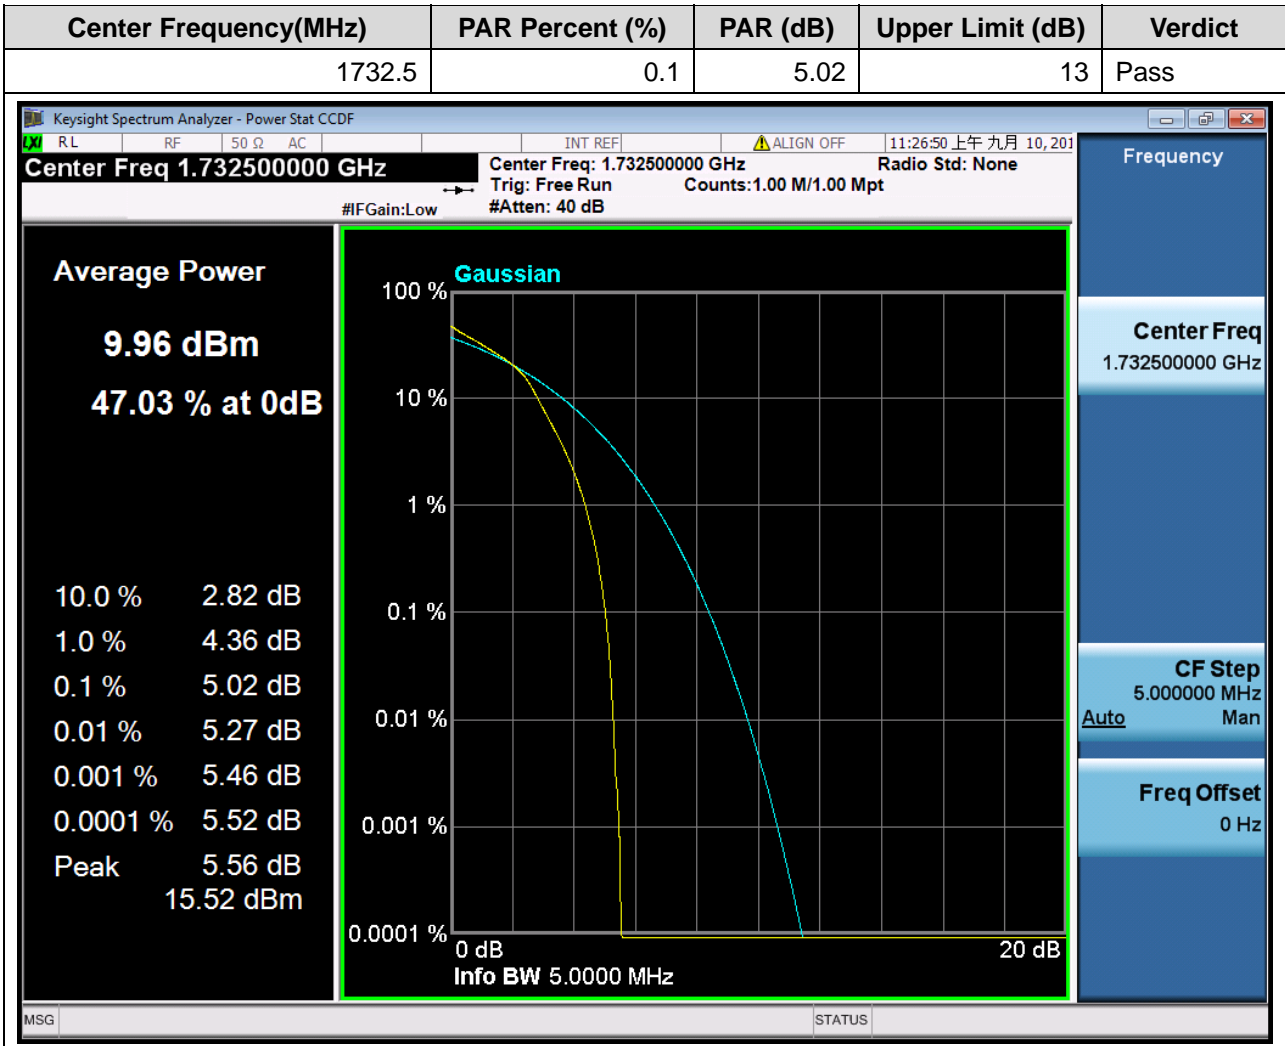 Center Frequency(MHz) PAR Percent (%) PAR (dB) Upper Limit (dB) Verdict
1732.5 0.1 5.02 13 Pass
Keysight Spectrum Analyzer - Power Stat CCDF
LXI RL RF 50 Ω AC INT REF ALIGN OFF 11:26:50 上午 九月 10, 201
Center Freq 1.732500000 GHz
Center Freq: 1.732500000 GHz Radio Std: None
Trig: Free Run Counts:1.00 M/1.00 Mpt
#IFGain:Low #Atten: 40 dB
Average Power
9.96 dBm
47.03 % at 0dB
10.0 % 2.82 dB
1.0 % 4.36 dB
0.1 % 5.02 dB
0.01 % 5.27 dB
0.001 % 5.46 dB
0.0001 % 5.52 dB
Peak 5.56 dB
15.52 dBm
Gaussian
100 %
10 %
1 %
0.1 %
0.01 %
0.001 %
0.0001 %
0 dB 20 dB
Info BW 5.0000 MHz
Frequency
Center Freq
1.732500000 GHz
CF Step
5.000000 MHz
Auto Man
Freq Offset
0 Hz
MSG STATUS